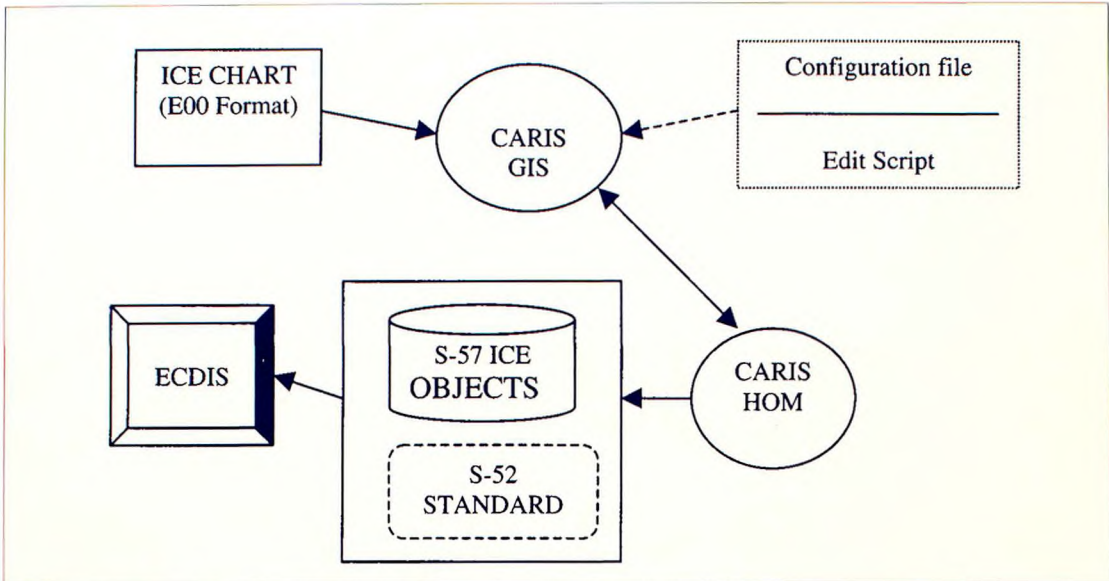 ICE CHART
(E00 Format)
CARIS
GIS
Configuration file
Edit Script
ECDIS
S-57 ICE
OBJECTS
S-52
STANDARD
CARIS
HOM